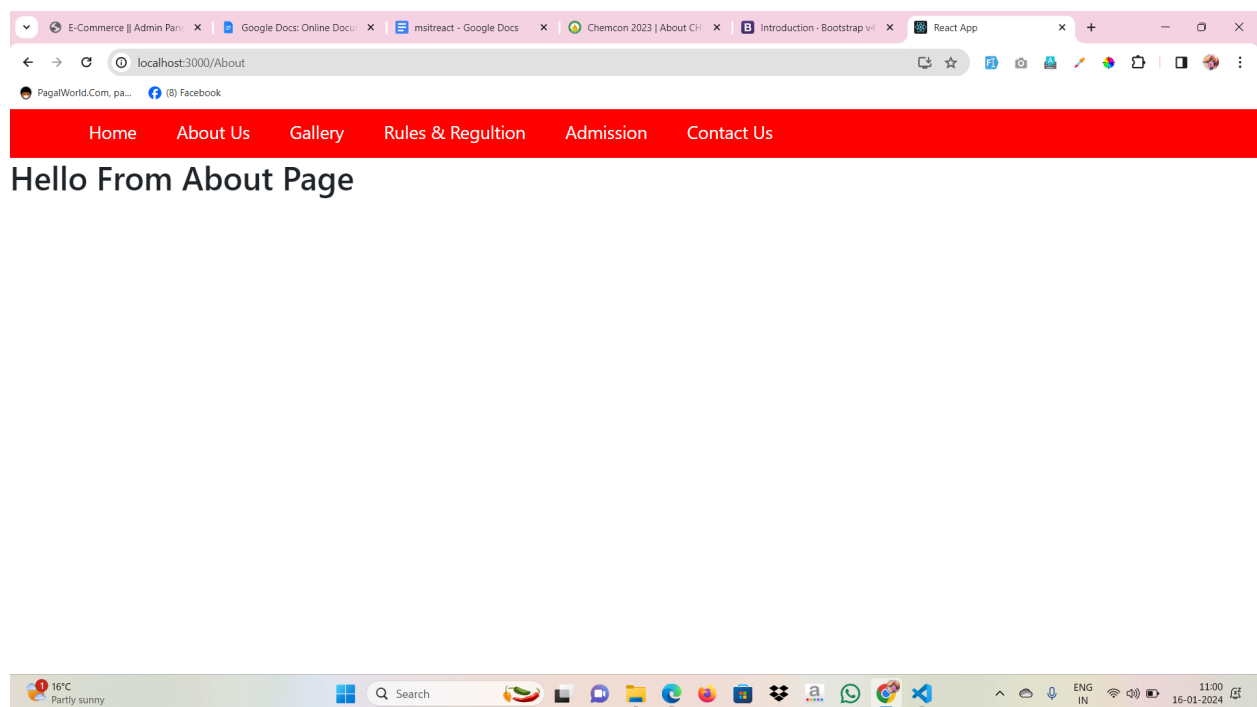 E-Commerce || Admin Pan
Google Docs: Online Docu
msitreact - Google Docs
Chemcon 2023 | About CH
Introduction · Bootstrap v4
React App
localhost:3000/About
PagalWorld.Com, pa...
(8) Facebook
Home About Us Gallery Rules & Regultion Admission Contact Us
Hello From About Page
1
16°C
Partly sunny
Search
ENG
IN
11:00
16-01-2024